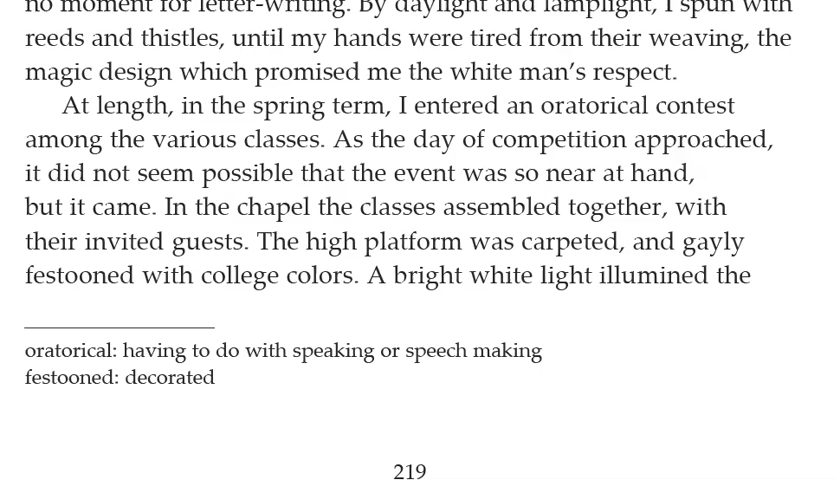 no moment for letter-writing. By daylight and lamplight, I spun with
reeds and thistles, until my hands were tired from their weaving, the
magic design which promised me the white man’s respect.
At length, in the spring term, I entered an oratorical contest
among the various classes. As the day of competition approached,
it did not seem possible that the event was so near at hand,
but it came. In the chapel the classes assembled together, with
their invited guests. The high platform was carpeted, and gayly
festooned with college colors. A bright white light illumined the
oratorical: having to do with speaking or speech making
festooned: decorated
219